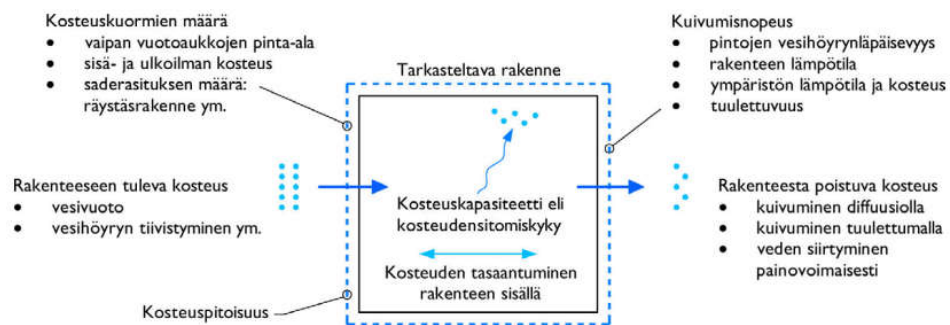 Kosteuskuormien määrä
• vaipan vuotoaukkojen pinta-ala
• sisä- ja ulkoilman kosteus
• saderasituksen määrä:
räystäsrakenne ym.
Tarkasteltava rakenne
Kuivumisnopeus
• pintojen vesihöyrynläpäisevyys
• rakenteen lämpötila
• ympäristön lämpötila ja kosteus
• tuulettuvuus
Rakenteeseen tuleva kosteus
• vesivuoto
• vesihöyryn tiivistyminen ym.
Kosteuskapasiteetti eli
kosteudensitomiskyky
Kosteuden tasaantuminen
rakenteen sisällä
Rakenteesta poistuva kosteus
• kuivuminen diffuusiolla
• kuivuminen tuulettumalla
• veden siirtyminen
painovoimaisesti
Kosteuspitoisuus